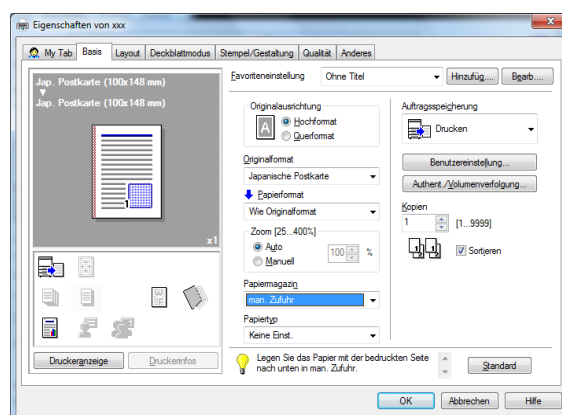 Eigenschaften von xxx
My Tab Basis Layout Deckblattmodus Stempel/Gestaltung Qualität Anderes
Jap. Postkarte (100x148 mm)
Jap. Postkarte (100x148 mm)
1
x1
Druckeranzeige Druckerinfos
Favoriteneinstellung Ohne Titel Hinzufüg.... Bearb....
Originalausrichtung
A
Hochformat
Querformat
Originalformat
Japanische Postkarte
Papierformat
Wie Originalformat
Zoom [25...400%]
Auto
Manuell
100 %
Papiermagazin
man. Zufuhr
Papiertyp
Keine Einst.
Auftragsspeicherung
Drucken
Benutzereinstellung...
Authent./Volumenverfolgung...
Kopien
1 [1...9999]
Sortieren
Legen Sie das Papier mit der bedruckten Seite
nach unten in man. Zufuhr.
Standard
OK Abbrechen Hilfe